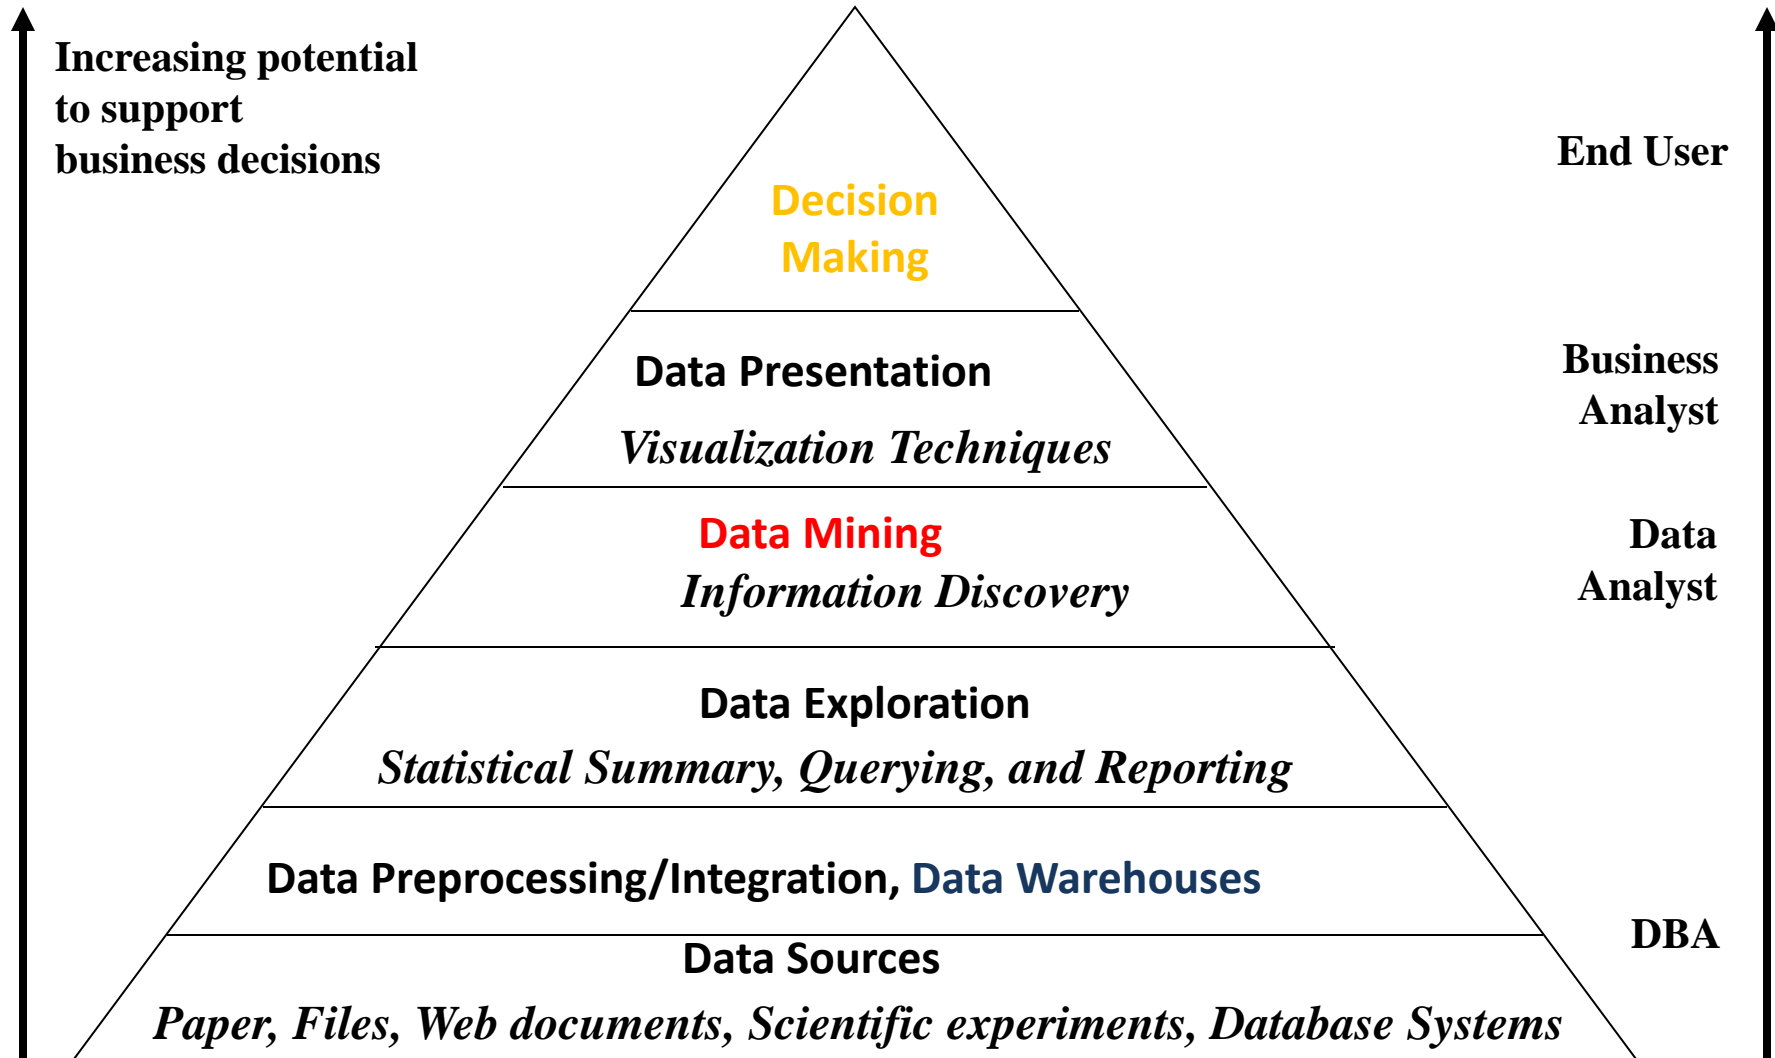 Increasing potential
to support
business decisions
End User
Decision
Making
Data Presentation
Visualization Techniques
Business
Analyst
Data Mining
Information Discovery
Data
Analyst
Data Exploration
Statistical Summary, Querying, and Reporting
Data Preprocessing/Integration, Data Warehouses
DBA
Data Sources
Paper, Files, Web documents, Scientific experiments, Database Systems